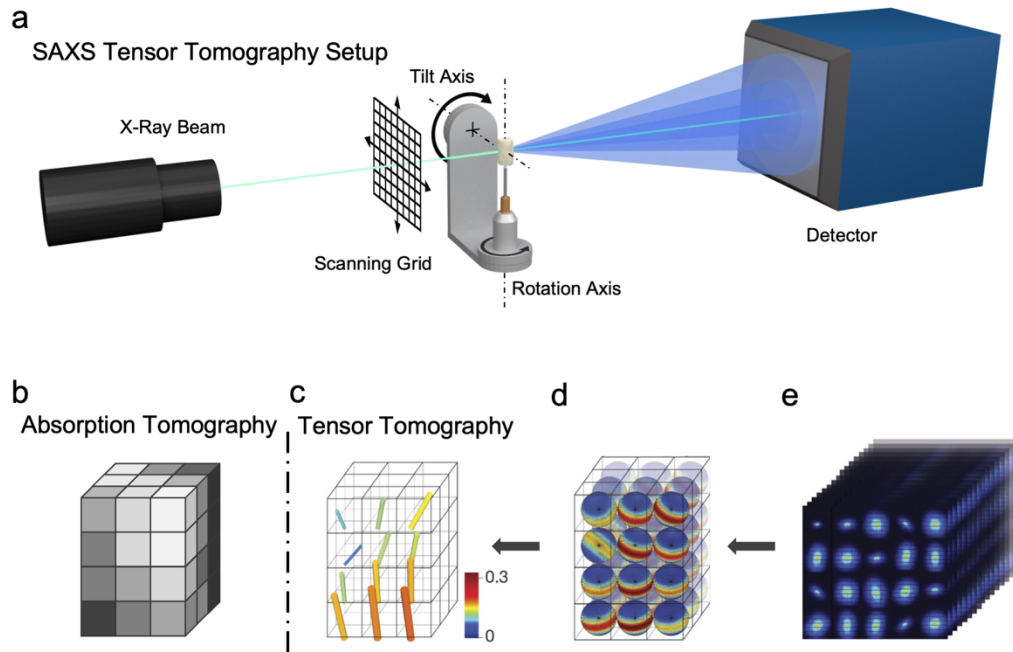 a
SAXS Tensor Tomography Setup
Tilt Axis
X-Ray Beam
Scanning Grid
Rotation Axis
Detector
b
Absorption Tomography
c
Tensor Tomography
0.3
0
d
e